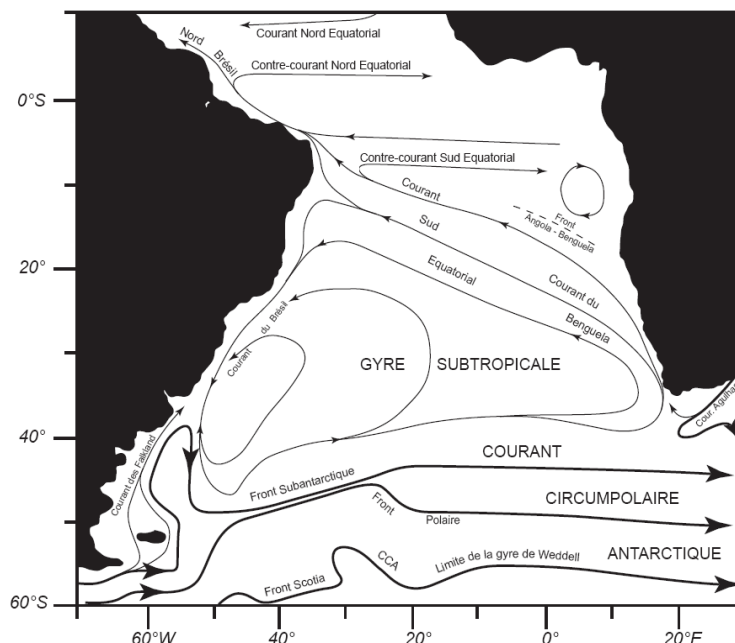 Courant Nord Equatorial
Nord
Brésil
Contre-courant Nord Equatorial
0°S
Contre-courant Sud Equatorial
Courant
Front
Angola - Benguela
Sud
20°
Equatorial
Courant du
Benguela
Courant
du Brésil
GYRE SUBTROPICALE
Cour. Agulhas
40°
Courant des Falkland
COURANT
Front Subantarctique
CIRCUMPOLAIRE
Front
Polaire
ANTARCTIQUE
CCA
Limite de la gyre de Weddell
Front Scotia
60°S
60°W
40°
20°
0°
20°E